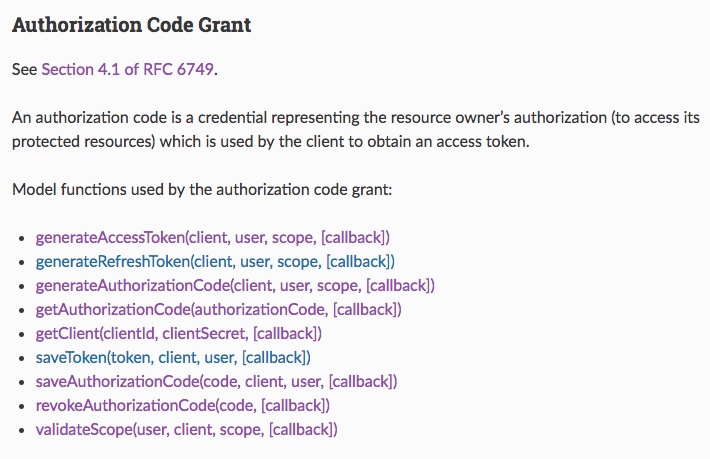 Authorization Code Grant
See Section 4.1 of RFC 6749.
An authorization code is a credential representing the resource owner’s authorization (to access its
protected resources) which is used by the client to obtain an access token.
Model functions used by the authorization code grant:
• generateAccessToken(client, user, scope, [callback])
• generateRefreshToken(client, user, scope, [callback])
• generateAuthorizationCode(client, user, scope, [callback])
• getAuthorizationCode(authorizationCode, [callback])
• getClient(clientId, clientSecret, [callback])
• saveToken(token, client, user, [callback])
• saveAuthorizationCode(code, client, user, [callback])
• revokeAuthorizationCode(code, [callback])
• validateScope(user, client, scope, [callback])